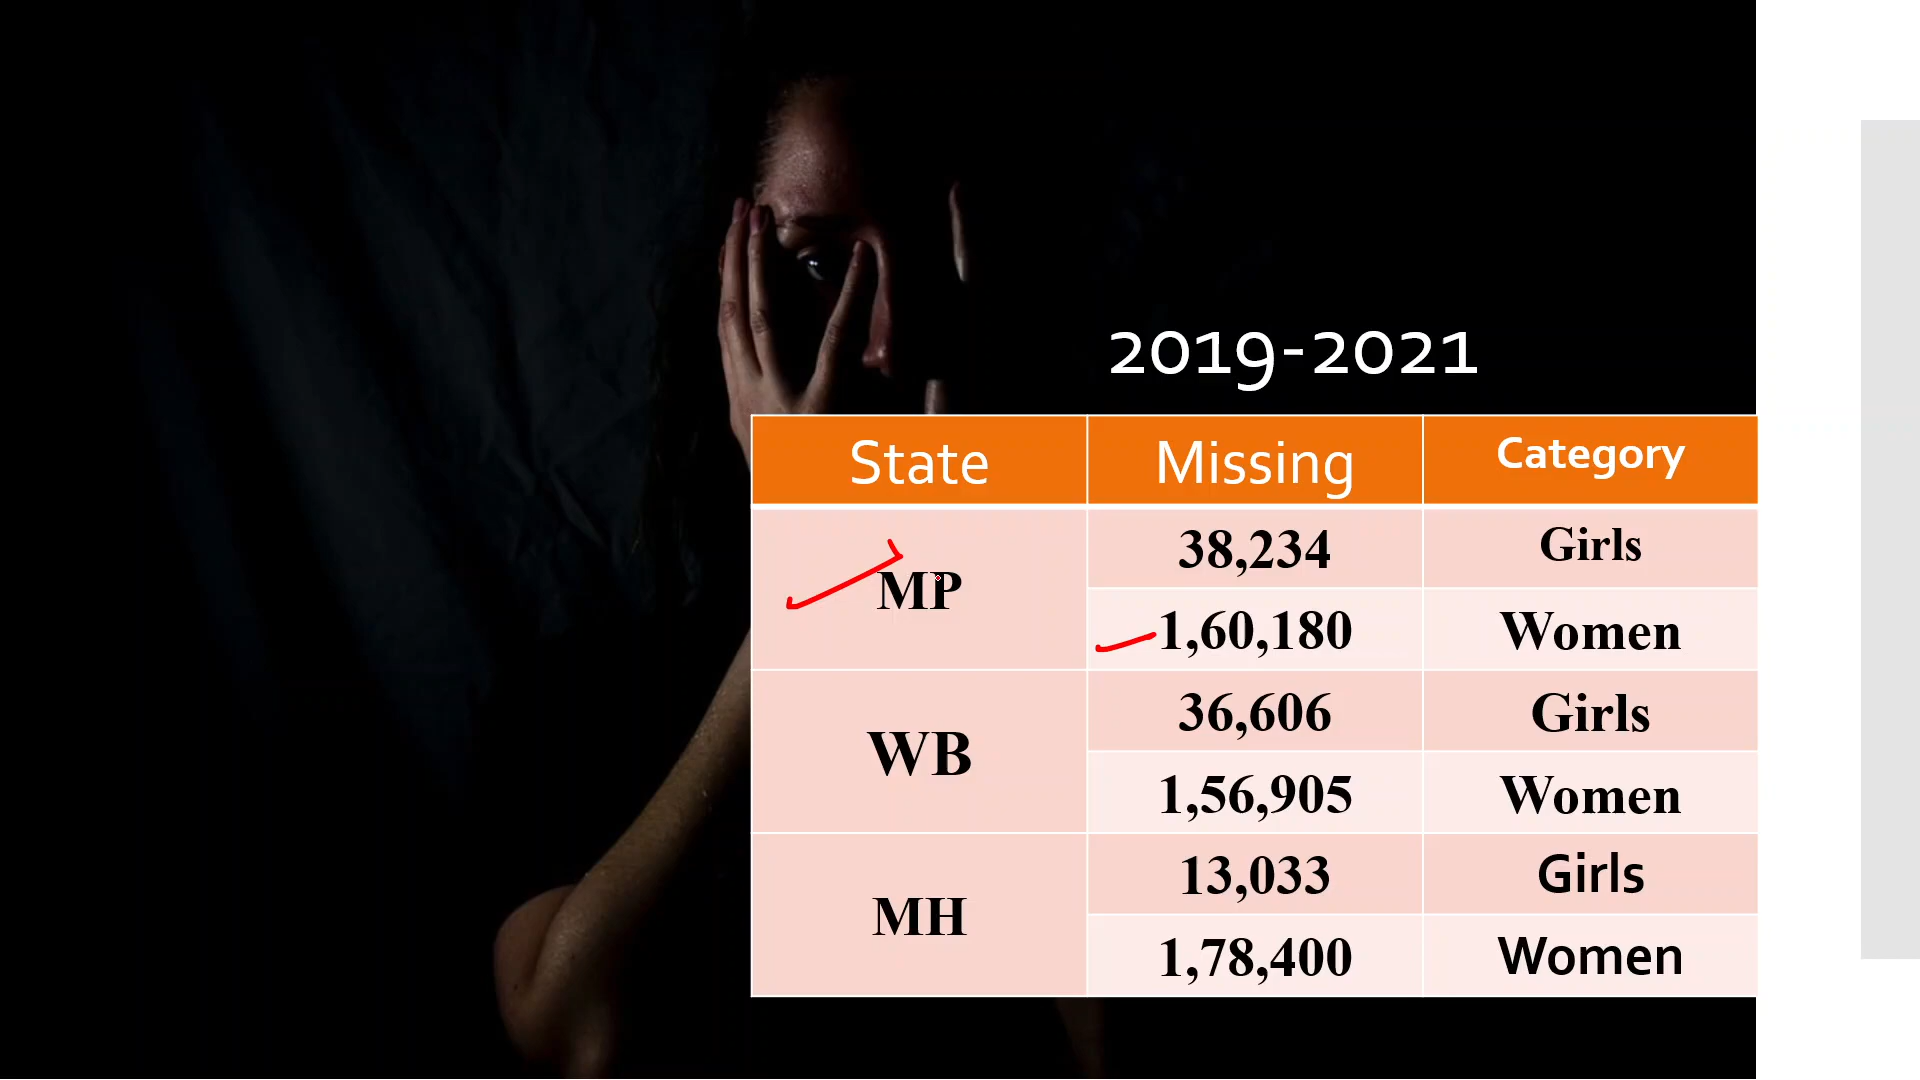 2019-2021
State Missing Category
MP 38,234 Girls
1,60,180 Women
WB 36,606 Girls
1,56,905 Women
MH 13,033 Girls
1,78,400 Women